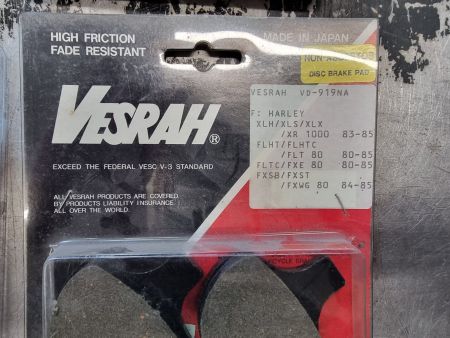 HIGH FRICTION
FADE RESISTANT
MADE IN JAPAN
NON-ASBESTOS
DISC BRAKE PAD
VESRAH VD-919NA
F: HARLEY
XLH/XLS/XLX
/XR 1000 83-85
FLHT/FLHTC
/FLT 80 80-85
FLTC/FXE 80 80-85
FXSB/FXST
/FXWG 80 84-85
VESRAH®
EXCEED THE FEDERAL VESC V-3 STANDARD
ALL VESRAH PRODUCTS ARE COVERED
BY PRODUCTS LIABILITY INSURANCE
ALL OVER THE WORLD.